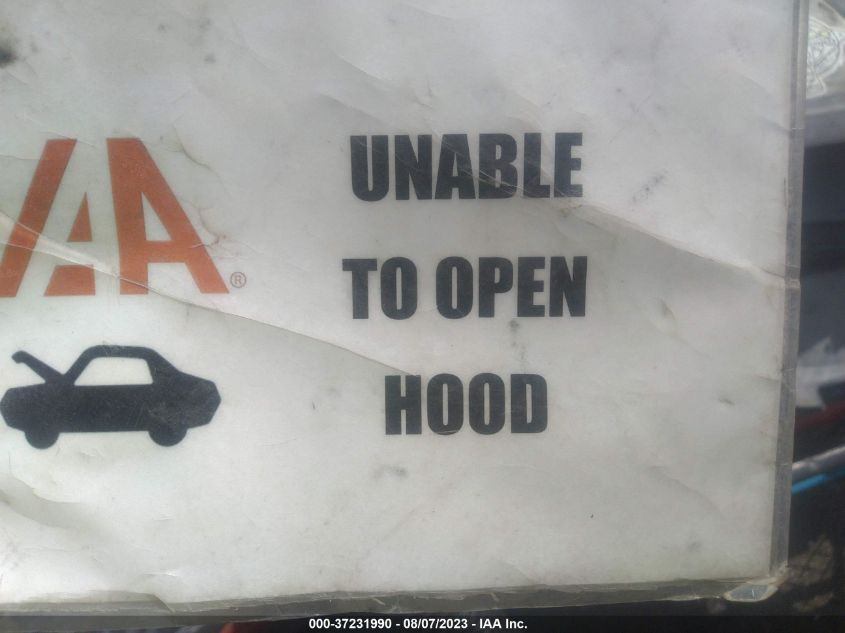 IAA®
UNABLE
TO OPEN
HOOD
000-37231990 - 08/07/2023 - IAA Inc.